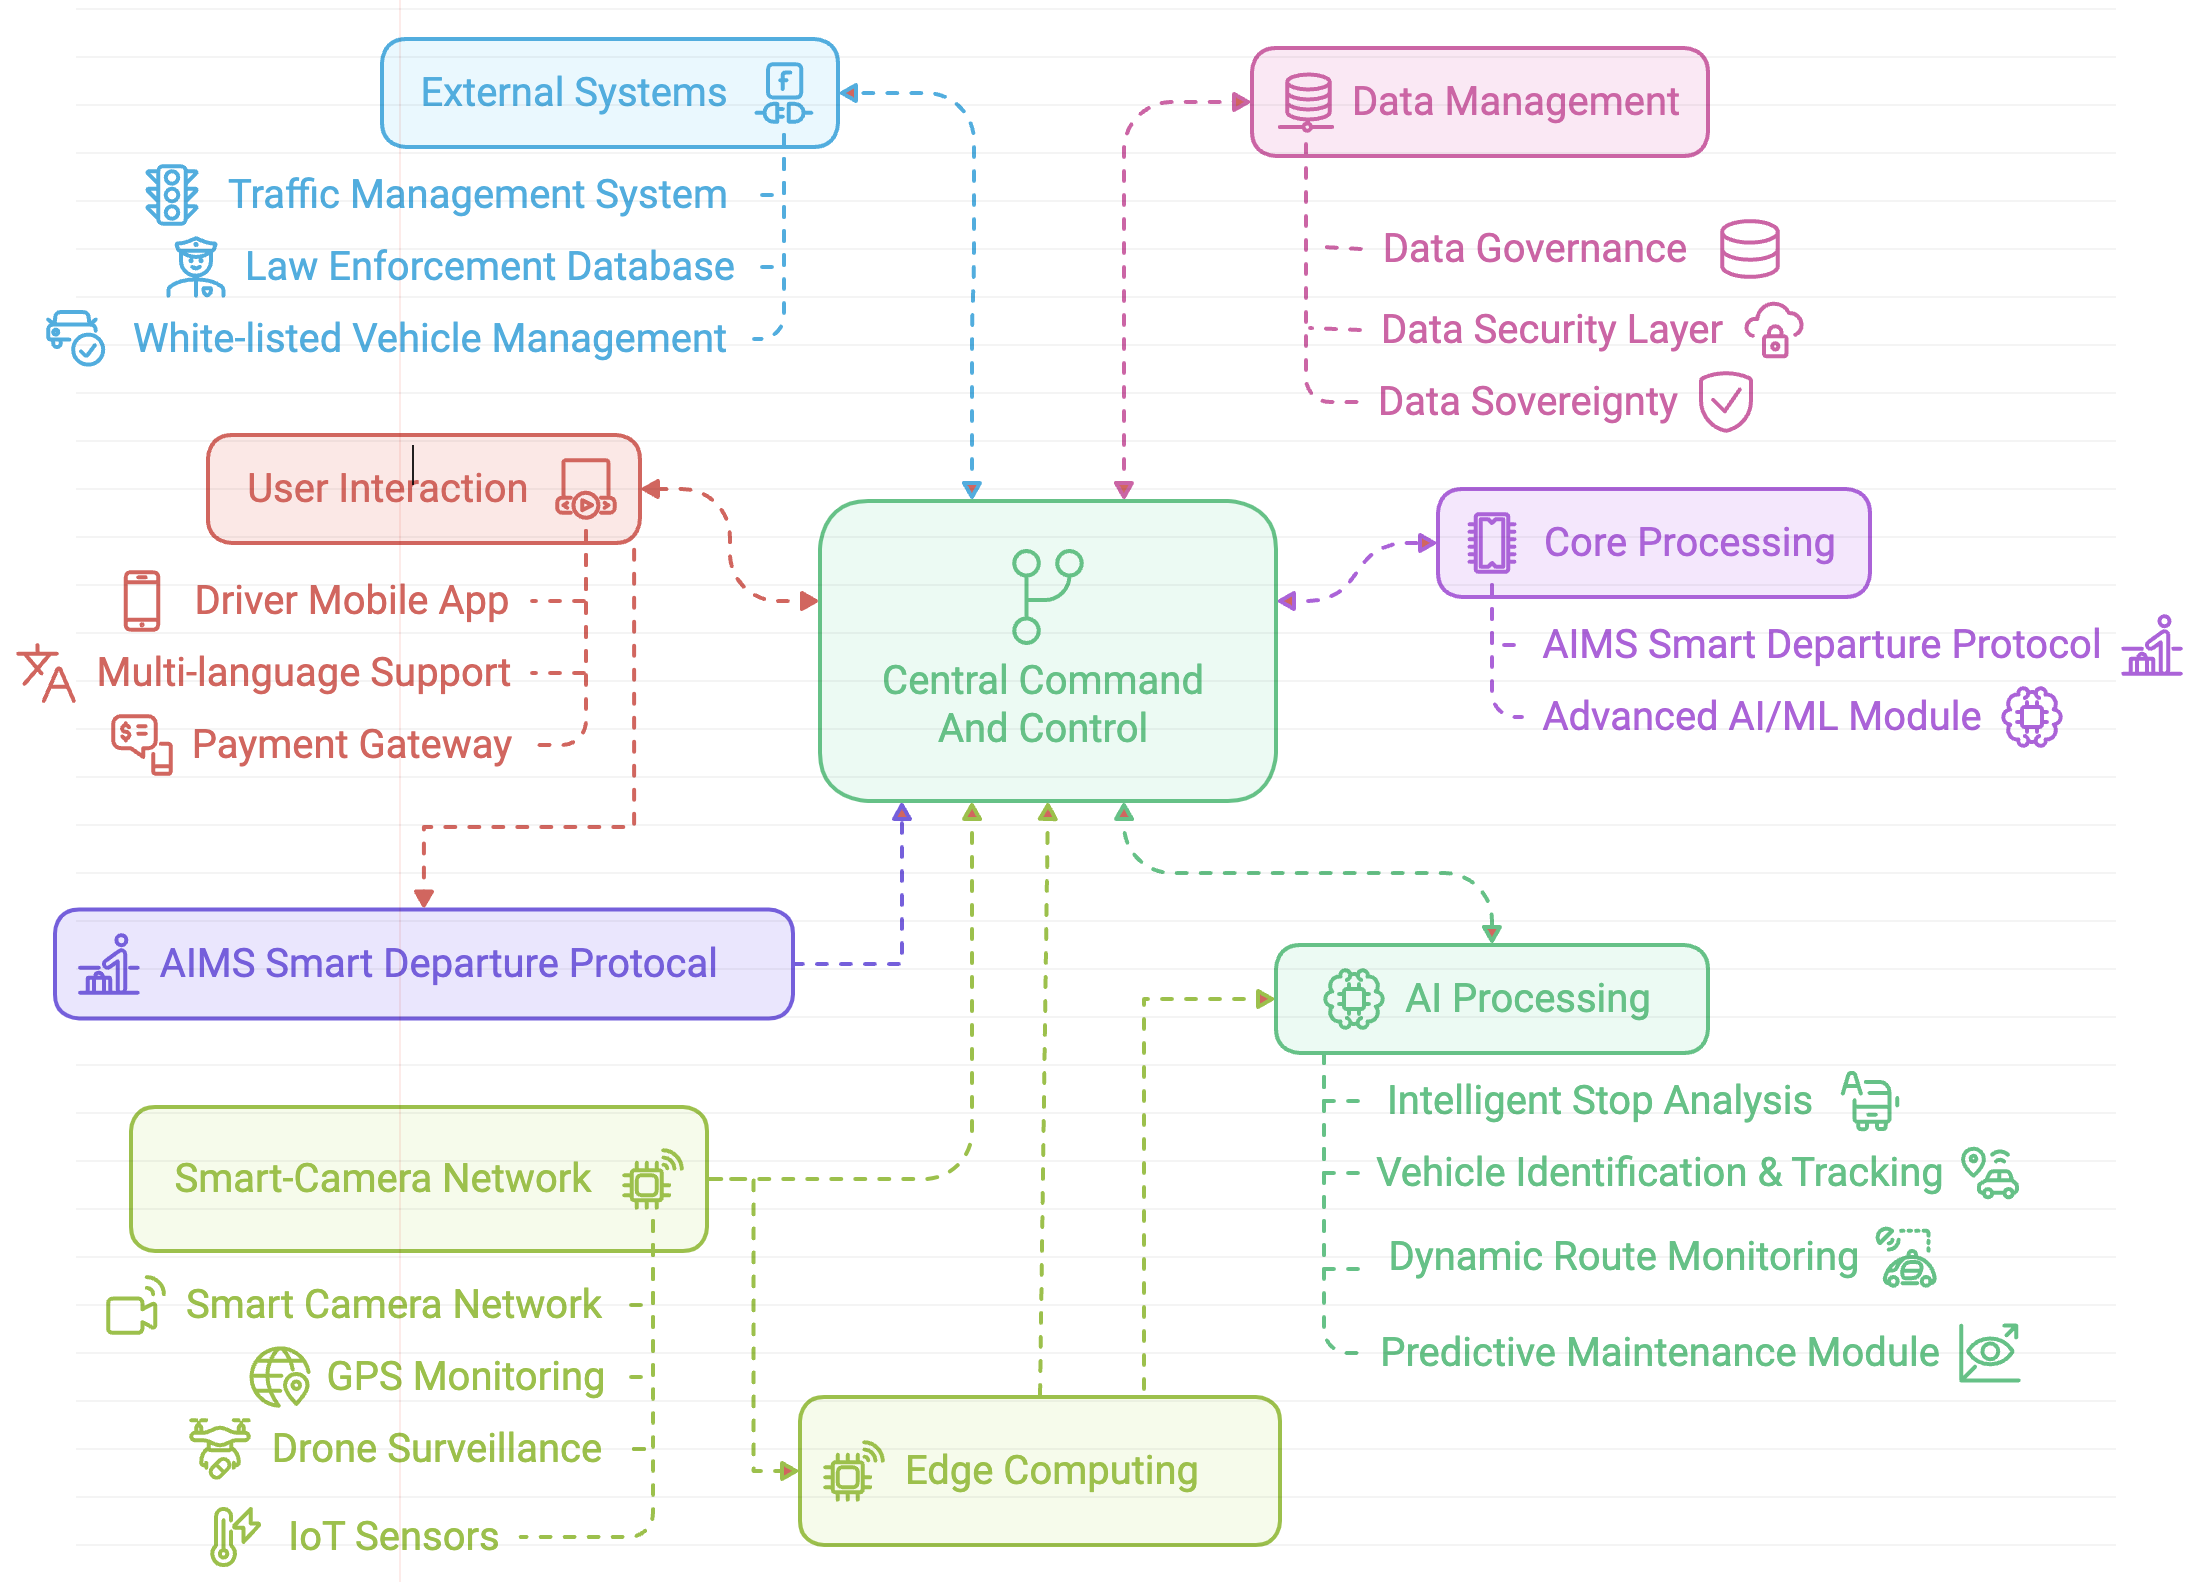 External Systems
Traffic Management System
Law Enforcement Database
White-listed Vehicle Management
Data Management
Data Governance
Data Security Layer
Data Sovereignty
User Interaction
Driver Mobile App
Multi-language Support
Payment Gateway
Central Command
And Control
Core Processing
AIMS Smart Departure Protocol
Advanced AI/ML Module
AIMS Smart Departure Protocal
AI Processing
Intelligent Stop Analysis
Vehicle Identification & Tracking
Dynamic Route Monitoring
Predictive Maintenance Module
Smart-Camera Network
Smart Camera Network
GPS Monitoring
Drone Surveillance
IoT Sensors
Edge Computing